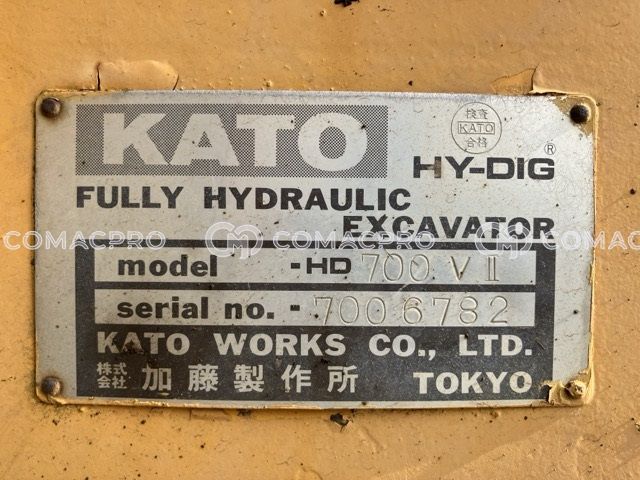 KATO
検査
KATO
合格
HY-DIG®
FULLY HYDRAULIC
EXCAVATOR
COMACPRO COMACPRO COMACPRO COMACPRO
model -HD 700 VII
serial no. - 7006782
KATO WORKS CO., LTD.
株式会社 加藤製作所 TOKYO